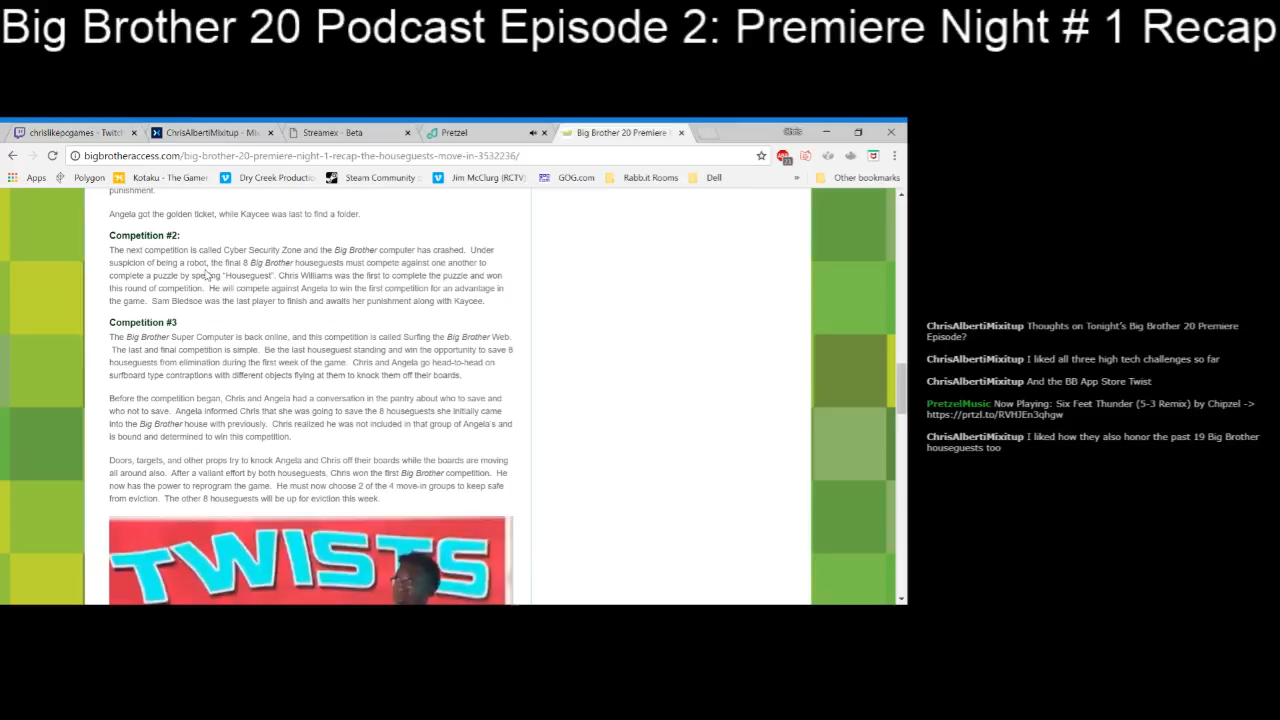 Big Brother 20 Podcast Episode 2: Premiere Night # 1 Recap
chrislikepcgames - Twitch
ChrisAlbertiMixitup - Mix
Streamex - Beta
Pretzel
Big Brother 20 Premiere
Chris
bigbrotheraccess.com/big-brother-20-premiere-night-1-recap-the-houseguests-move-in-3532236/
Apps
Polygon
Kotaku - The Gamer
Dry Creek Productio
Steam Community
Jim McClurg (RCTV)
GOG.com
Rabb.it Rooms
Dell
»
Other bookmarks
punishment.
Angela got the golden ticket, while Kaycee was last to find a folder.
Competition #2:
The next competition is called Cyber Security Zone and the Big Brother computer has crashed. Under
suspicion of being a robot, the final 8 Big Brother houseguests must compete against one another to
complete a puzzle by spelling "Houseguest". Chris Williams was the first to complete the puzzle and won
this round of competition. He will compete against Angela to win the first competition for an advantage in
the game. Sam Bledsoe was the last player to finish and awaits her punishment along with Kaycee.
Competition #3
The Big Brother Super Computer is back online, and this competition is called Surfing the Big Brother Web.
The last and final competition is simple. Be the last houseguest standing and win the opportunity to save 8
houseguests from elimination during the first week of the game. Chris and Angela go head-to-head on
surfboard type contraptions with different objects flying at them to knock them off their boards.
Before the competition began, Chris and Angela had a conversation in the pantry about who to save and
who not to save. Angela informed Chris that she was going to save the 8 houseguests she initially came
into the Big Brother house with previously. Chris realized he was not included in that group of Angela's and
is bound and determined to win this competition.
Doors, targets, and other props try to knock Angela and Chris off their boards while the boards are moving
all around also. After a valiant effort by both houseguests, Chris won the first Big Brother competition. He
now has the power to reprogram the game. He must now choose 2 of the 4 move-in groups to keep safe
from eviction. The other 8 houseguests will be up for eviction this week.
TWISTS
ChrisAlbertiMixitup Thoughts on Tonight's Big Brother 20 Premiere
Episode?
ChrisAlbertiMixitup I liked all three high tech challenges so far
ChrisAlbertiMixitup And the BB App Store Twist
PretzelMusic Now Playing: Six Feet Thunder (5-3 Remix) by Chipzel ->
https://prtzl.to/RVHJEn3qhgw
ChrisAlbertiMixitup I liked how they also honor the past 19 Big Brother
houseguests too